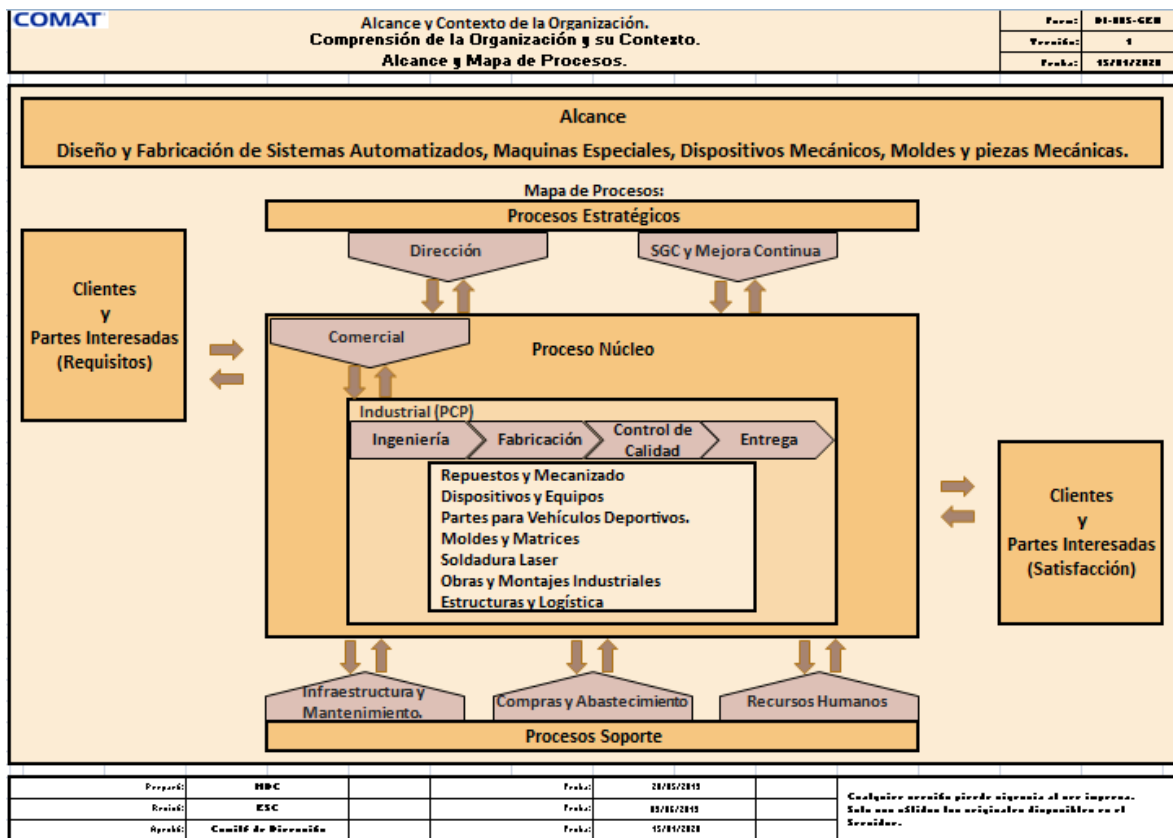 COMAT
Alcance y Contexto de la Organización.
Comprensión de la Organización y su Contexto.
Alcance y Mapa de Procesos.
Form: DI-005-GEN
Versión: 1
Fecha: 15/01/2020
Alcance
Diseño y Fabricación de Sistemas Automatizados, Maquinas Especiales, Dispositivos Mecánicos, Moldes y piezas Mecánicas.
Mapa de Procesos:
Procesos Estratégicos
Dirección
SGC y Mejora Continua
Clientes
y
Partes Interesadas
(Requisitos)
Comercial
Proceso Núcleo
Industrial (PCP)
Ingeniería
Fabricación
Control de
Calidad
Entrega
Repuestos y Mecanizado
Dispositivos y Equipos
Partes para Vehículos Deportivos.
Moldes y Matrices
Soldadura Laser
Obras y Montajes Industriales
Estructuras y Logística
Clientes
y
Partes Interesadas
(Satisfacción)
Infraestructura y
Mantenimiento.
Compras y Abastecimiento
Recursos Humanos
Procesos Soporte
Preparó: MDC Fecha: 20/05/2019
Revisó: ESC Fecha:
Aprobó: Comité de Dirección Fecha: 15/01/2020
Cualquier versión pierde vigencia al ser impresa.
Solo son válidos los originales disponibles en el
Servidor.